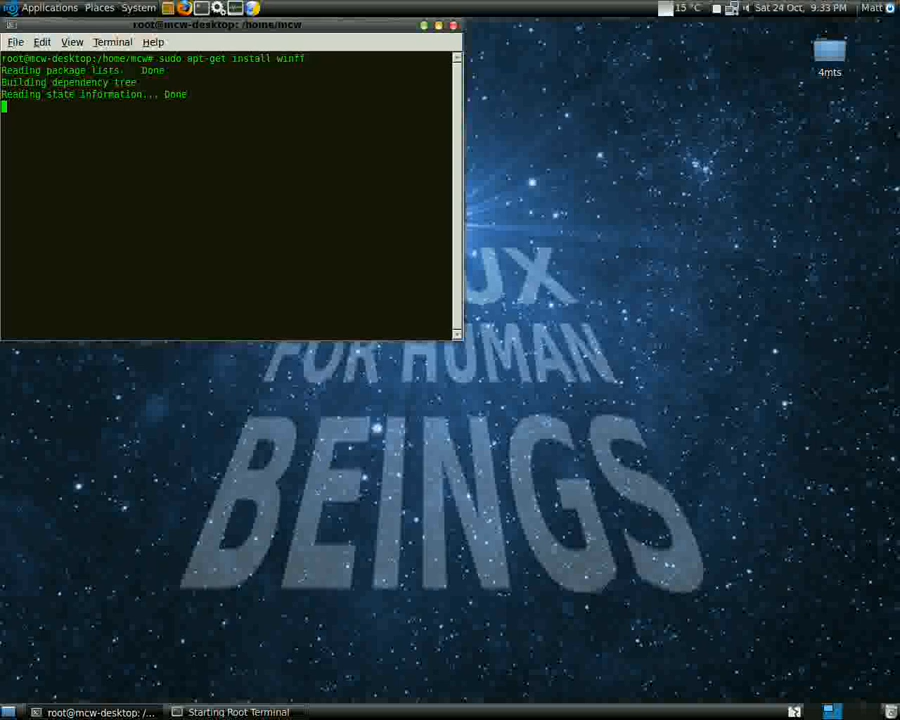 Applications Places System 15 °C Sat 24 Oct, 9.33 PM Matt
root@mcw-desktop: /home/mcw
File Edit View Terminal Help
root@mcw-desktop:/home/mcw# sudo apt-get install winff
Reading package lists... Done
Building dependency tree
Reading state information... Done
4mts
UX
FOR HUMAN
BEINGS
root@mcw-desktop: /...
Starting Root Terminal